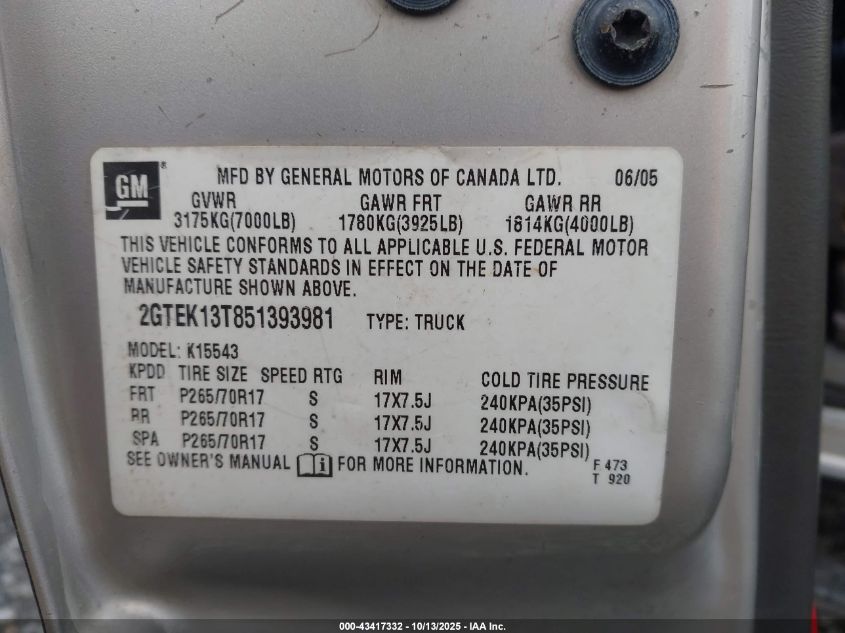 GM ® MFD BY GENERAL MOTORS OF CANADA LTD. 06/05
GVWR GAWR FRT GAWR RR
3175KG(7000LB) 1780KG(3925LB) 1814KG(4000LB)
THIS VEHICLE CONFORMS TO ALL APPLICABLE U.S. FEDERAL MOTOR
VEHICLE SAFETY STANDARDS IN EFFECT ON THE DATE OF
MANUFACTURE SHOWN ABOVE.
2GTEK13T851393981 TYPE: TRUCK
MODEL: K15543
KPDD TIRE SIZE SPEED RTG RIM COLD TIRE PRESSURE
FRT P265/70R17 S 17X7.5J 240KPA(35PSI)
RR P265/70R17 S 17X7.5J 240KPA(35PSI)
SPA P265/70R17 S 17X7.5J 240KPA(35PSI)
SEE OWNER'S MANUAL i FOR MORE INFORMATION. F 473
T 920
000-43417332 - 10/13/2025 - IAA Inc.